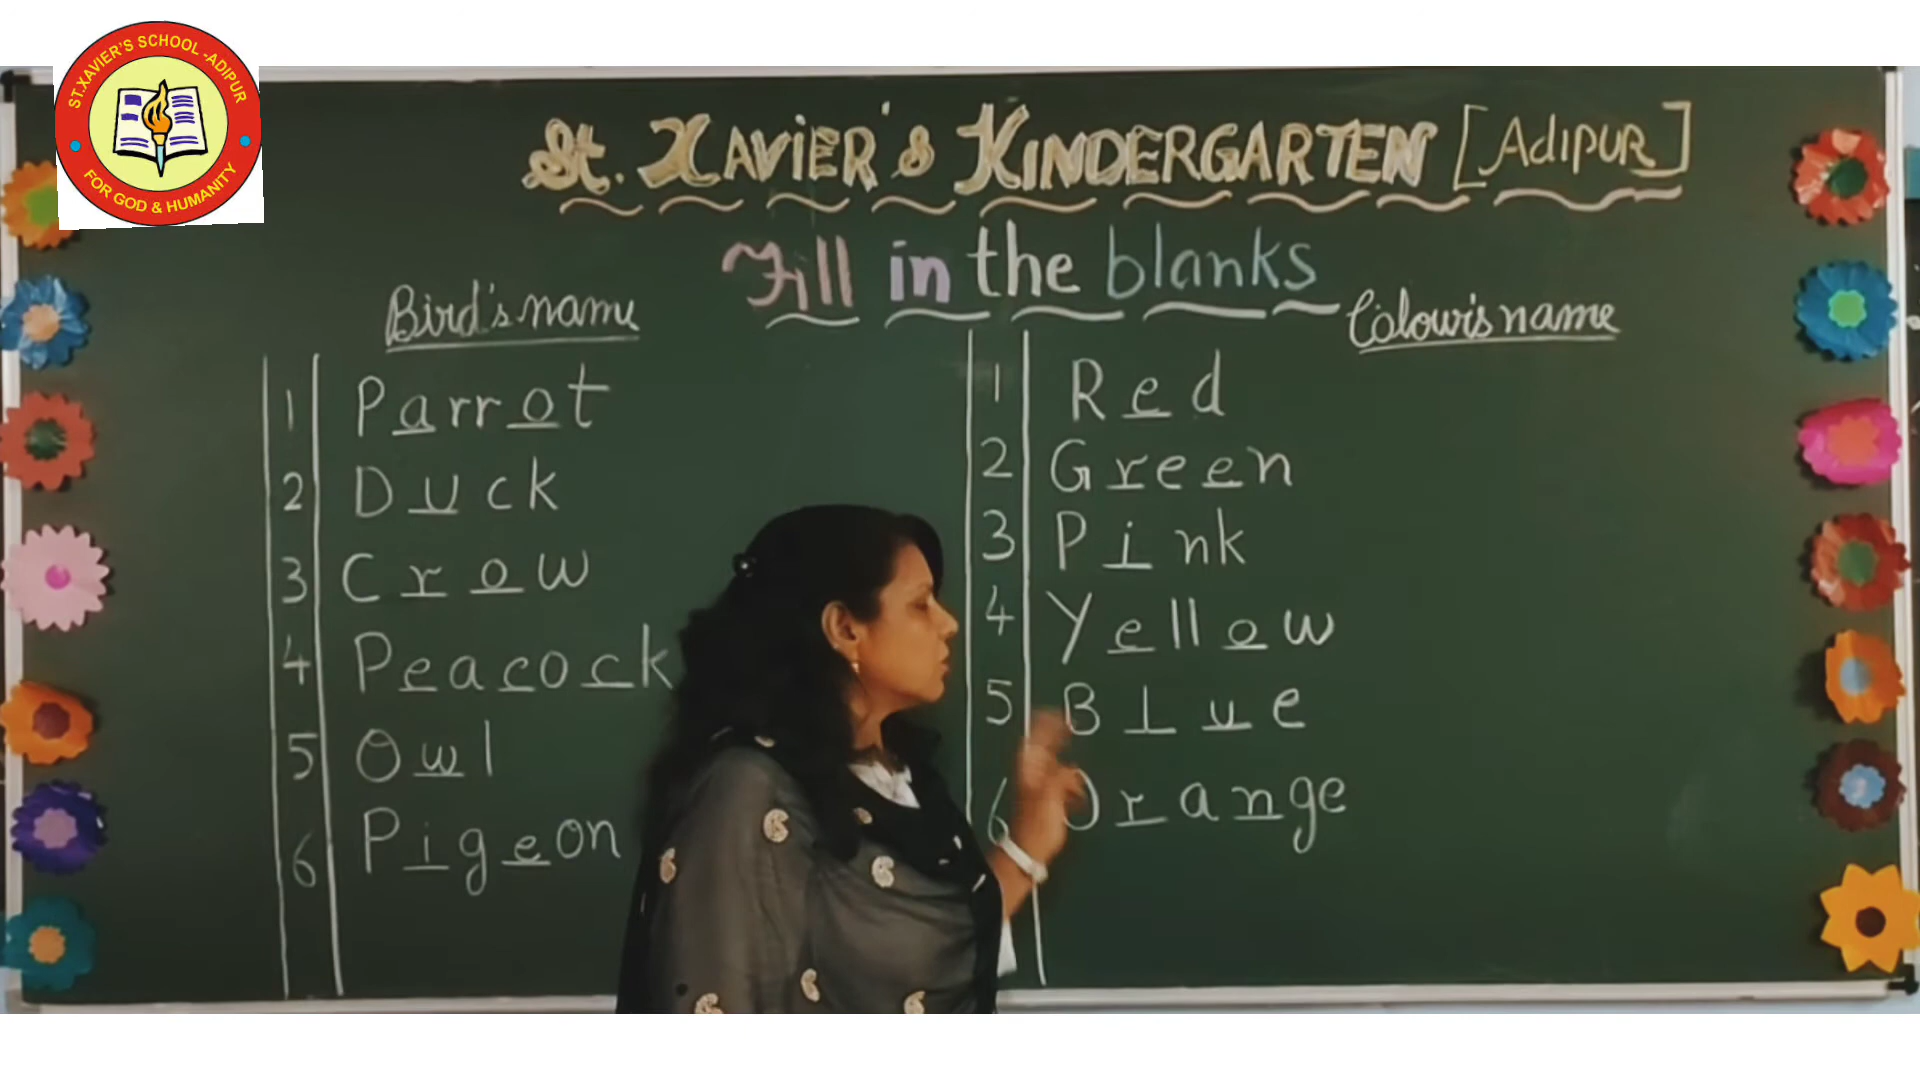 ST.XAVIER'S SCHOOL -ADIPUR
FOR GOD & HUMANITY
St. XAViER'S KINDERGARTEN [Adipur]
Fill in the blanks
Bird's name
1 Parrot
2 Duck
3 Crow
4 Peacock
5 Owl
6 Pigeon
Colour's name
1 Red
2 Green
3 Pink
4 Yellow
5 Blue
6 Orange